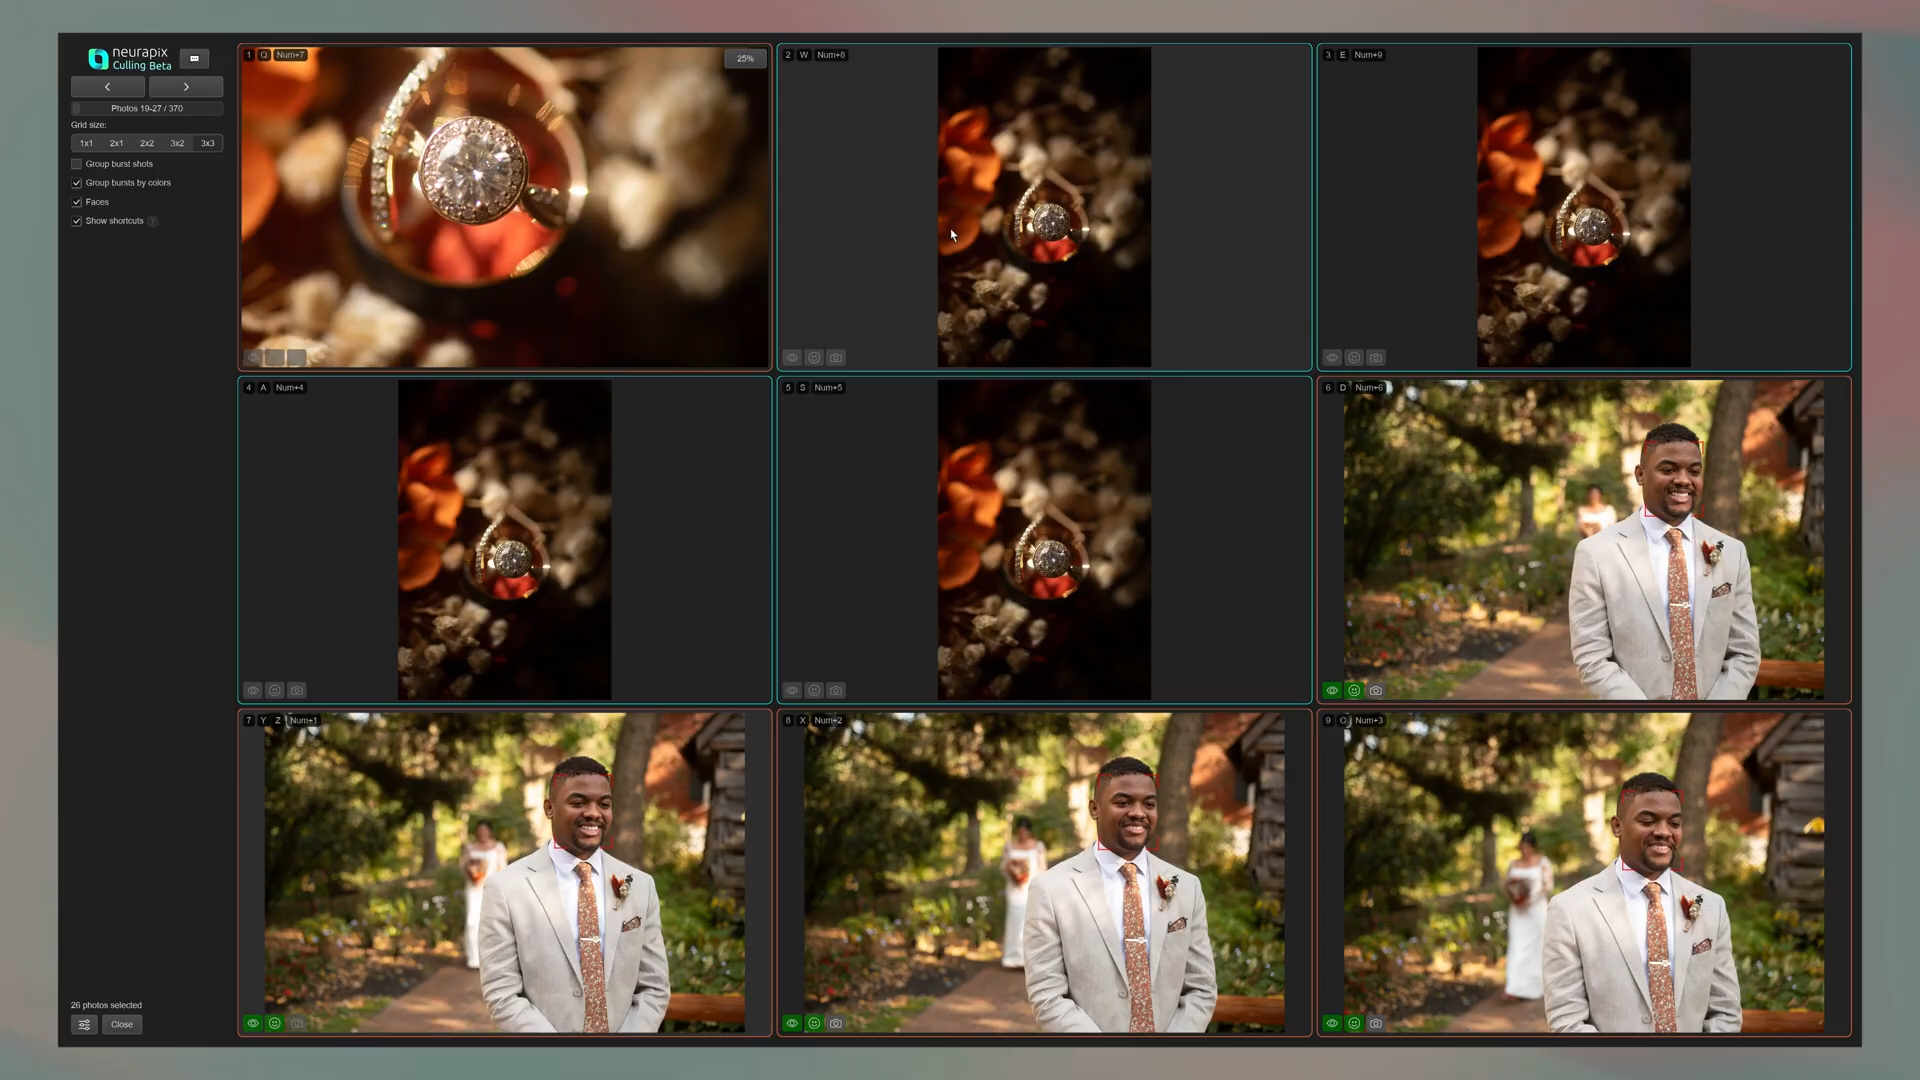 neurapix
Culling Beta
Photos 19-27 / 370
Grid size:
1x1 2x1 2x2 3x2 3x3
Group burst shots
Group bursts by colors
Faces
Show shortcuts ?
26 photos selected
Close
1 Q Num+7 25%
2 W Num+8
3 E Num+9
4 A Num+4
5 S Num+5
6 D Num+6
7 Y Z Num+1
8 X Num+2
9 C Num+3